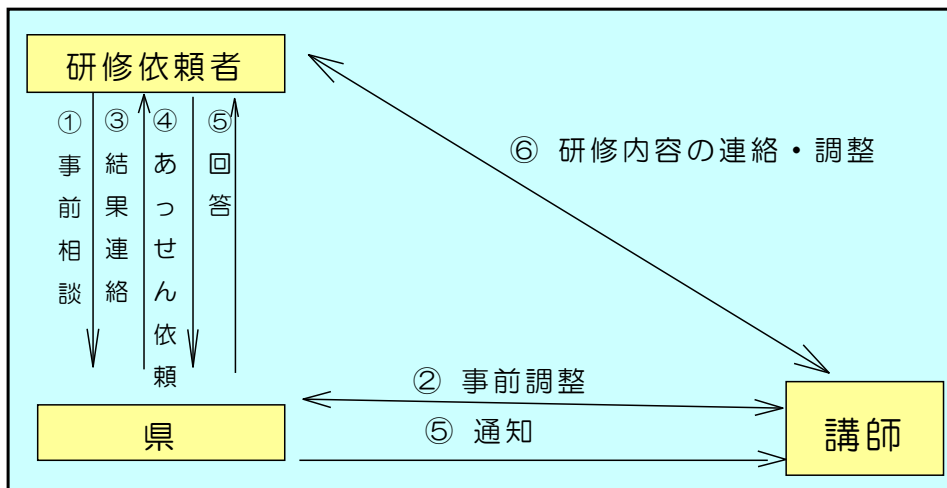 研修依頼者
①事前相談
③結果連絡
④あっせん依頼
⑤回答
⑥ 研修内容の連絡・調整
② 事前調整
⑤ 通知
県
講師